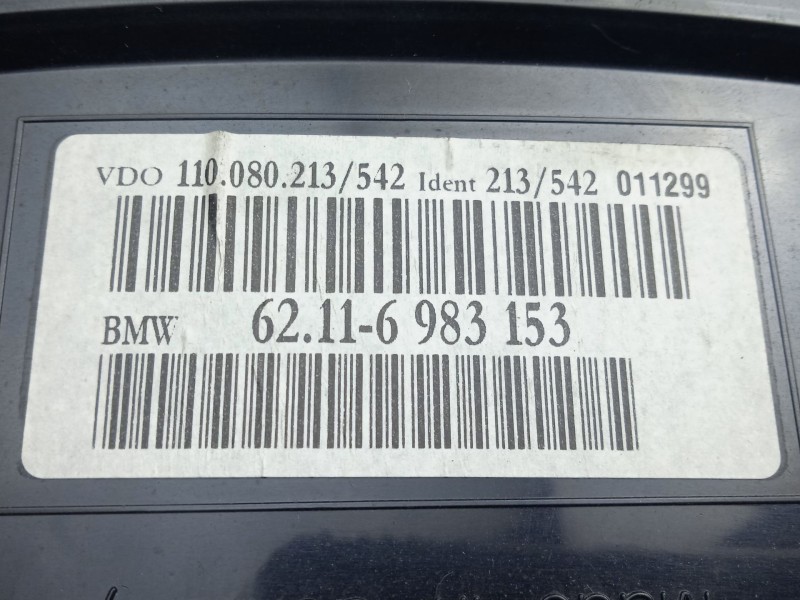 VDO 110.080.213/542 Ident 213/542 011299
BMW 62.11-6 983 153